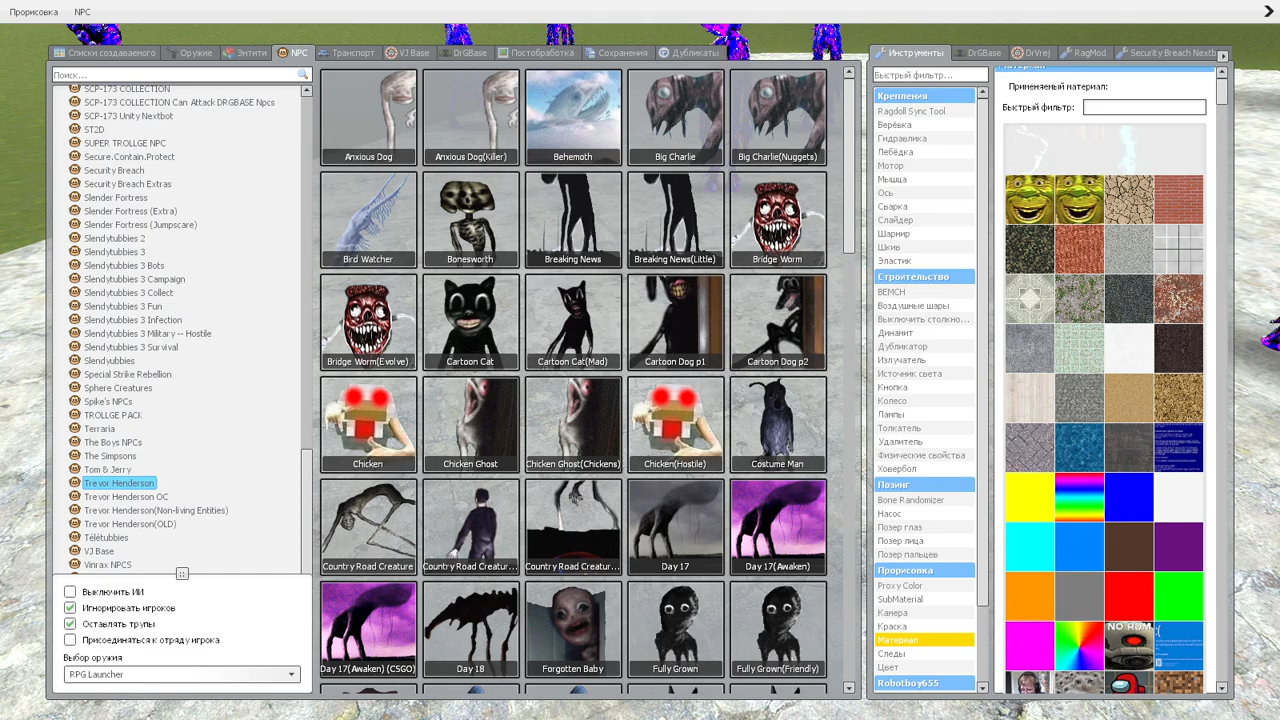 Прорисовка NPC
Списки создаваемого Оружие Энтити NPC Транспорт VJ Base DrGBase Постобработка Сохранения Дубликаты
Инструменты DrGBase DrVrej RagMod Security Breach Nextb
Поиск...
SCP-173 COLLECTION
SCP-173 COLLECTION Can Attack DRGBASE Npcs
SCP-173 Unity Nextbot
ST2D
SUPER TROLLGE NPC
Secure.Contain.Protect
Security Breach
Security Breach Extras
Slender Fortress
Slender Fortress (Extra)
Slender Fortress (Jumpscare)
Slendytubbies 2
Slendytubbies 3
Slendytubbies 3 Bots
Slendytubbies 3 Campaign
Slendytubbies 3 Collect
Slendytubbies 3 Fun
Slendytubbies 3 Infection
Slendytubbies 3 Military -- Hostile
Slendytubbies 3 Survival
Slendybbies
Special Strike Rebellion
Sphere Creatures
Spike's NPCs
TROLLGE PACK
Terraria
The Boys NPCs
The Simpsons
Tom & Jerry
Trevor Henderson
Trevor Henderson OC
Trevor Henderson(Non-living Entities)
Trevor Henderson(OLD)
Télétubbies
VJ Base
Vinrax NPCS
Выключить ИИ
Игнорировать игроков
Оставлять трупы
Присоединяться к отряду игрока
Выбор оружия
RPG Launcher
Anxious Dog Anxious Dog(Killer) Behemoth Big Charlie Big Charlie(Nuggets)
Bird Watcher Bonesworth Breaking News Breaking News(Little) Bridge Worm
Bridge Worm(Evolve) Cartoon Cat Cartoon Cat(Mad) Cartoon Dog p1 Cartoon Dog p2
Chicken Chicken Ghost Chicken Ghost(Chickens) Chicken(Hostile) Costume Man
Country Road Creature Country Road Creatur... Country Road Creatur... Day 17 Day 17(Awaken)
Day 17(Awaken) (CSGO) Day 18 Forgotten Baby Fully Grown Fully Grown(Friendly)
Быстрый фильтр...
Крепления
Ragdoll Sync Tool
Верёвка
Гидравлика
Лебёдка
Мотор
Мышца
Ось
Сварка
Слайдер
Шарнир
Шкив
Эластик
Строительство
BEMCH
Воздушные шары
Выключить столкно...
Динамит
Дубликатор
Излучатель
Источник света
Кнопка
Колесо
Лампы
Толкатель
Удалитель
Физические свойства
Ховербол
Позинг
Bone Randomizer
Насос
Позер глаз
Позер лица
Позер пальцев
Прорисовка
Proxy Color
SubMaterial
Камера
Краска
Материал
Следы
Цвет
Robotboy655
Материал
Применяемый материал:
Быстрый фильтр: